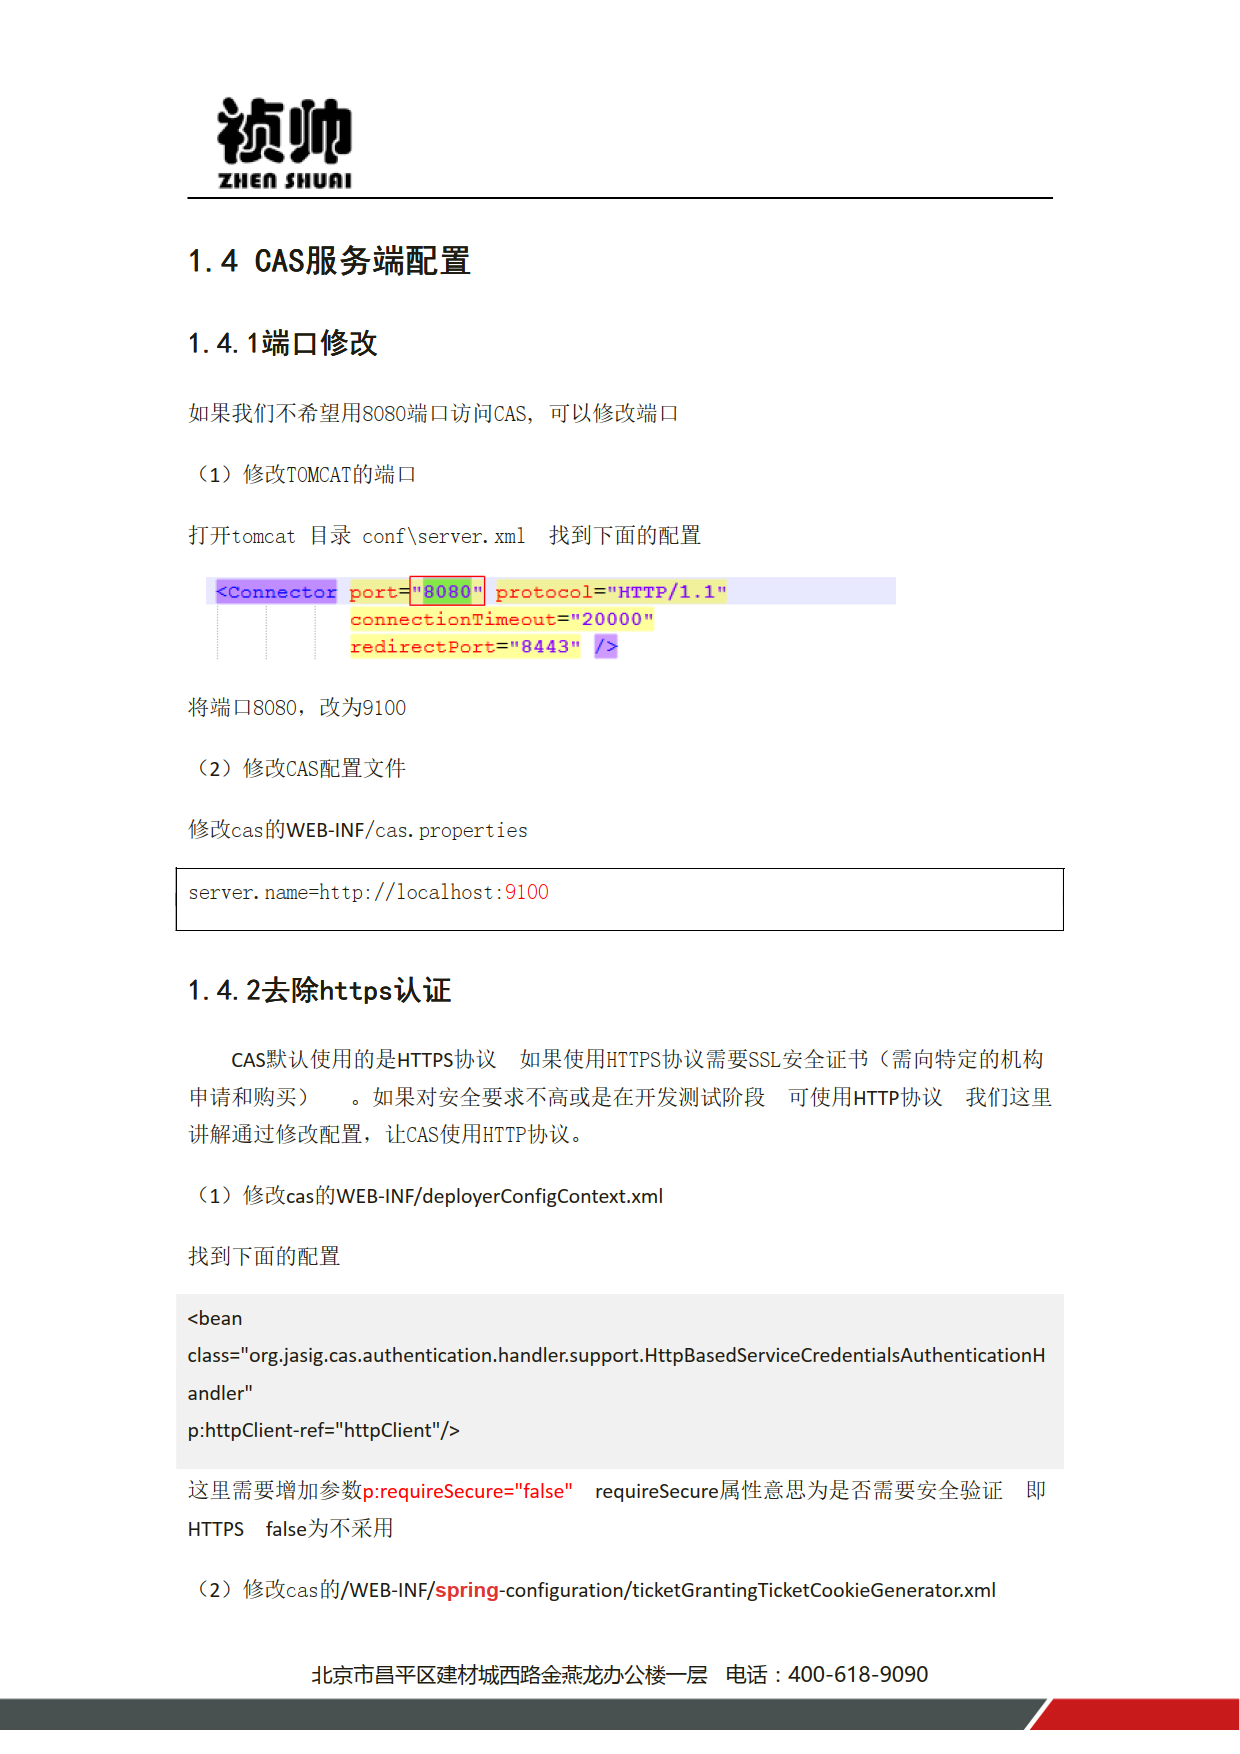 祯帅
ZHEN SHUAI
1.4 CAS服务端配置
1.4.1端口修改
如果我们不希望用8080端口访问CAS, 可以修改端口
（1）修改TOMCAT的端口
打开tomcat 目录 conf\server.xml  找到下面的配置
<Connector port="8080" protocol="HTTP/1.1"
connectionTimeout="20000"
redirectPort="8443" />
将端口8080，改为9100
（2）修改CAS配置文件
修改cas的WEB-INF/cas.properties
server.name=http://localhost:9100
1.4.2去除https认证
CAS默认使用的是HTTPS协议  如果使用HTTPS协议需要SSL安全证书（需向特定的机构
申请和购买）  。如果对安全要求不高或是在开发测试阶段  可使用HTTP协议  我们这里
讲解通过修改配置，让CAS使用HTTP协议。
（1）修改cas的WEB-INF/deployerConfigContext.xml
找到下面的配置
<bean
class="org.jasig.cas.authentication.handler.support.HttpBasedServiceCredentialsAuthenticationH
andler"
p:httpClient-ref="httpClient"/>
这里需要增加参数p:requireSecure="false"  requireSecure属性意思为是否需要安全验证  即
HTTPS  false为不采用
（2）修改cas的/WEB-INF/spring-configuration/ticketGrantingTicketCookieGenerator.xml
北京市昌平区建材城西路金燕龙办公楼一层  电话：400-618-9090